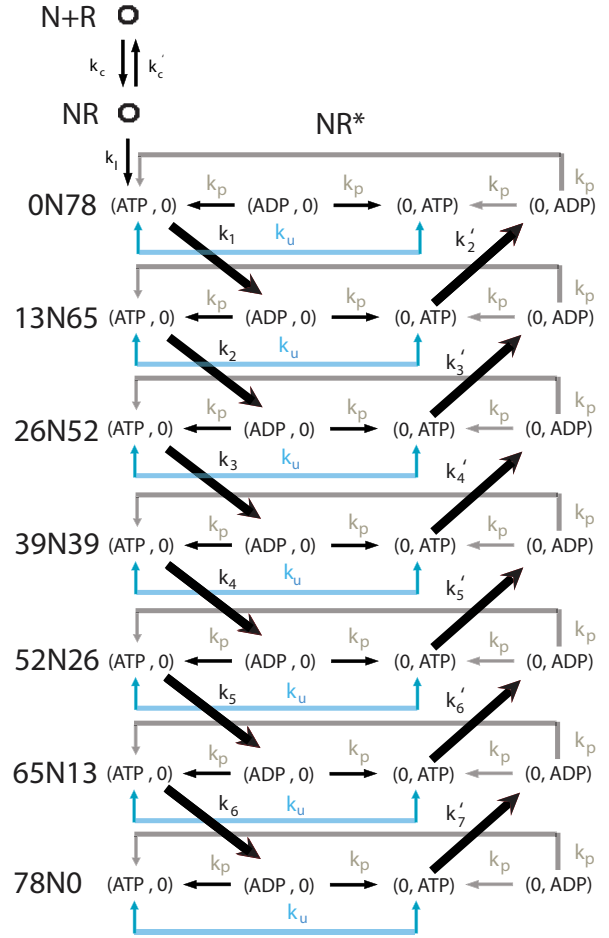 N+R
k_c k_c'
NR
NR*
k_I
k_p
k_p k_p k_p
0N78 (ATP , 0) (ADP , 0) (0, ATP) (0, ADP)
k_1 k_u k_2'
k_p
k_p k_p k_p
13N65 (ATP , 0) (ADP , 0) (0, ATP) (0, ADP)
k_2 k_u k_3'
k_p
k_p k_p k_p
26N52 (ATP , 0) (ADP , 0) (0, ATP) (0, ADP)
k_3 k_u k_4'
k_p
k_p k_p k_p
39N39 (ATP , 0) (ADP , 0) (0, ATP) (0, ADP)
k_4 k_u k_5'
k_p
k_p k_p k_p
52N26 (ATP , 0) (ADP , 0) (0, ATP) (0, ADP)
k_5 k_u k_6'
k_p
k_p k_p k_p
65N13 (ATP , 0) (ADP , 0) (0, ATP) (0, ADP)
k_6 k_u k_7'
k_p
k_p k_p k_p
78N0 (ATP , 0) (ADP , 0) (0, ATP) (0, ADP)
k_u